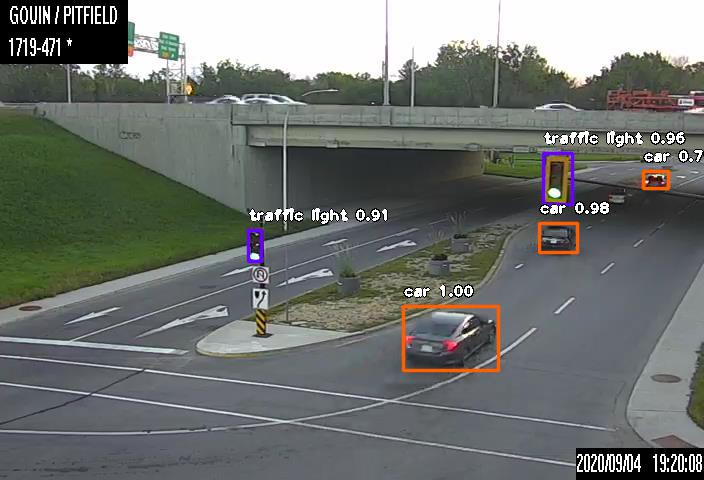 GOUIN / PITFIELD
1719-471 *
traffic light 0.96
car 0.7
traffic light 0.91
car 0.98
car 1.00
2020/09/04 19:20:08